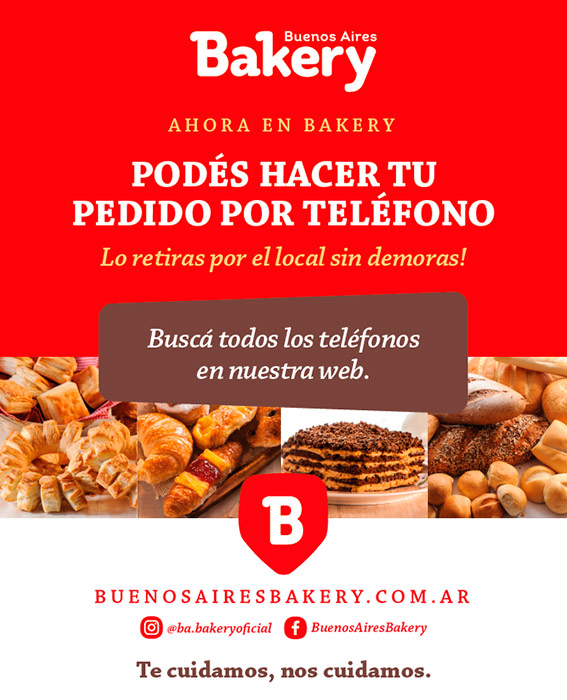 Buenos Aires
Bakery
AHORA EN BAKERY
PODÉS HACER TU
PEDIDO POR TELÉFONO
Lo retiras por el local sin demoras!
Buscá todos los teléfonos
en nuestra web.
B
BUENOSAIRESBAKERY.COM.AR
@ba.bakeryoficial BuenosAiresBakery
Te cuidamos, nos cuidamos.